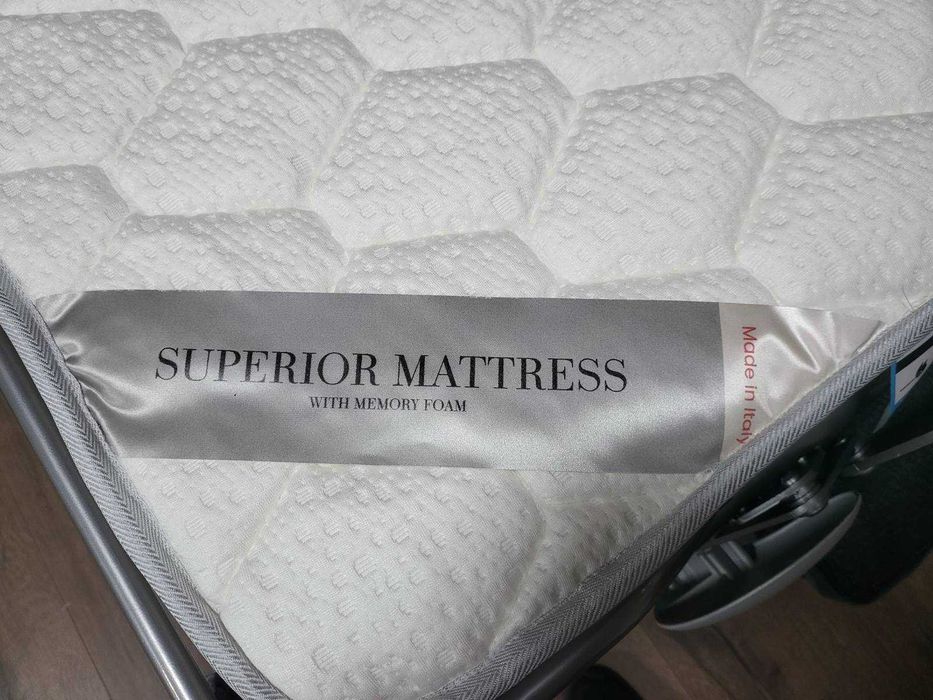 SUPERIOR MATTRESS
WITH MEMORY FOAM
Made in Italy